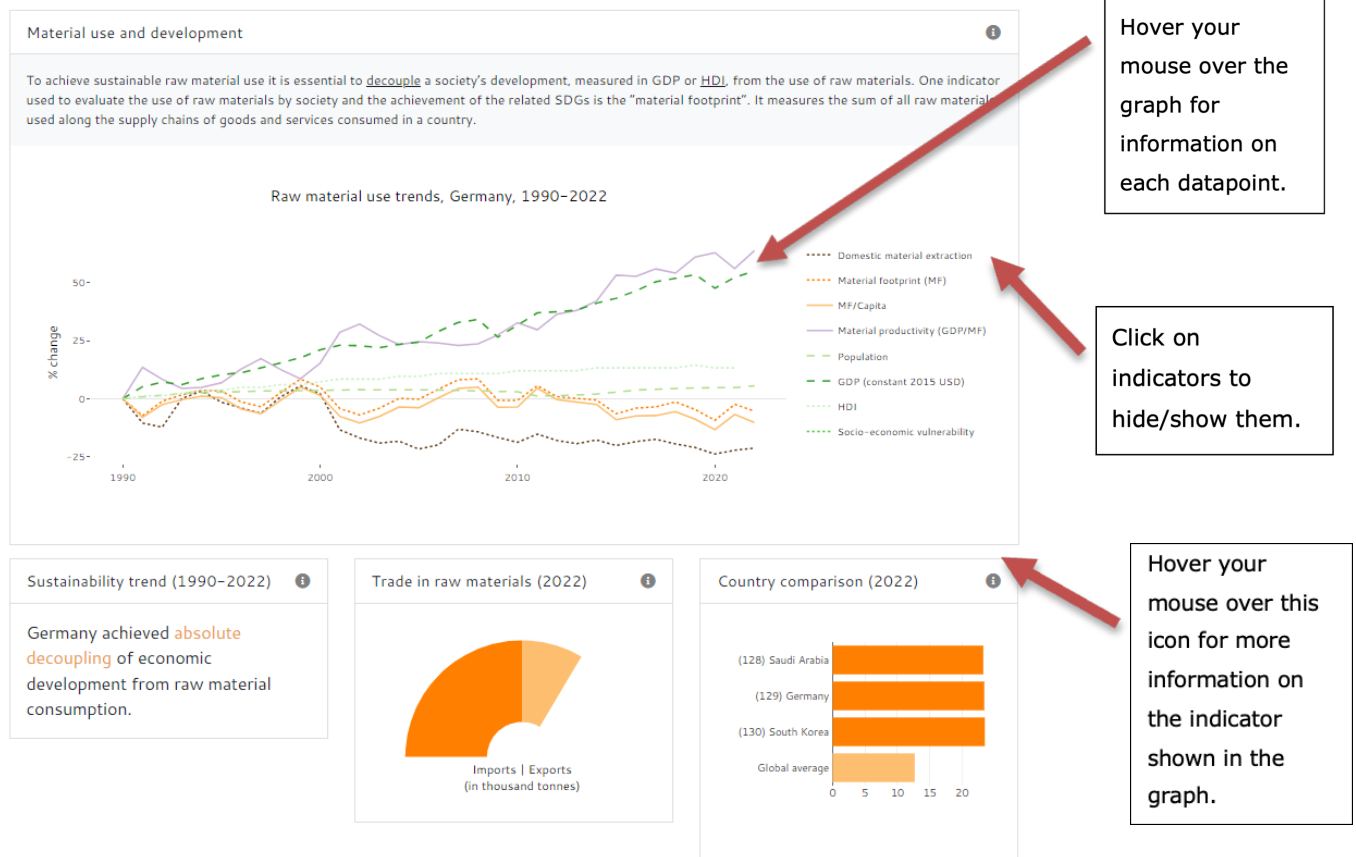 Material use and development
To achieve sustainable raw material use it is essential to decouple a society's development, measured in GDP or HDI, from the use of raw materials. One indicator
used to evaluate the use of raw materials by society and the achievement of the related SDGs is the "material footprint". It measures the sum of all raw materials
used along the supply chains of goods and services consumed in a country.
Raw material use trends, Germany, 1990-2022
% change
50-
25-
0-
-25-
1990
2000
2010
2020
Domestic material extraction
Material footprint (MF)
MF/Capita
Material productivity (GDP/MF)
Population
GDP (constant 2015 USD)
HDI
Socio-economic vulnerability
Hover your
mouse over the
graph for
information on
each datapoint.
Click on
indicators to
hide/show them.
Sustainability trend (1990-2022)
Germany achieved absolute
decoupling of economic
development from raw material
consumption.
Trade in raw materials (2022)
Imports | Exports
(in thousand tonnes)
Country comparison (2022)
(128) Saudi Arabia
(129) Germany
(130) South Korea
Global average
0 5 10 15 20
Hover your
mouse over this
icon for more
information on
the indicator
shown in the
graph.